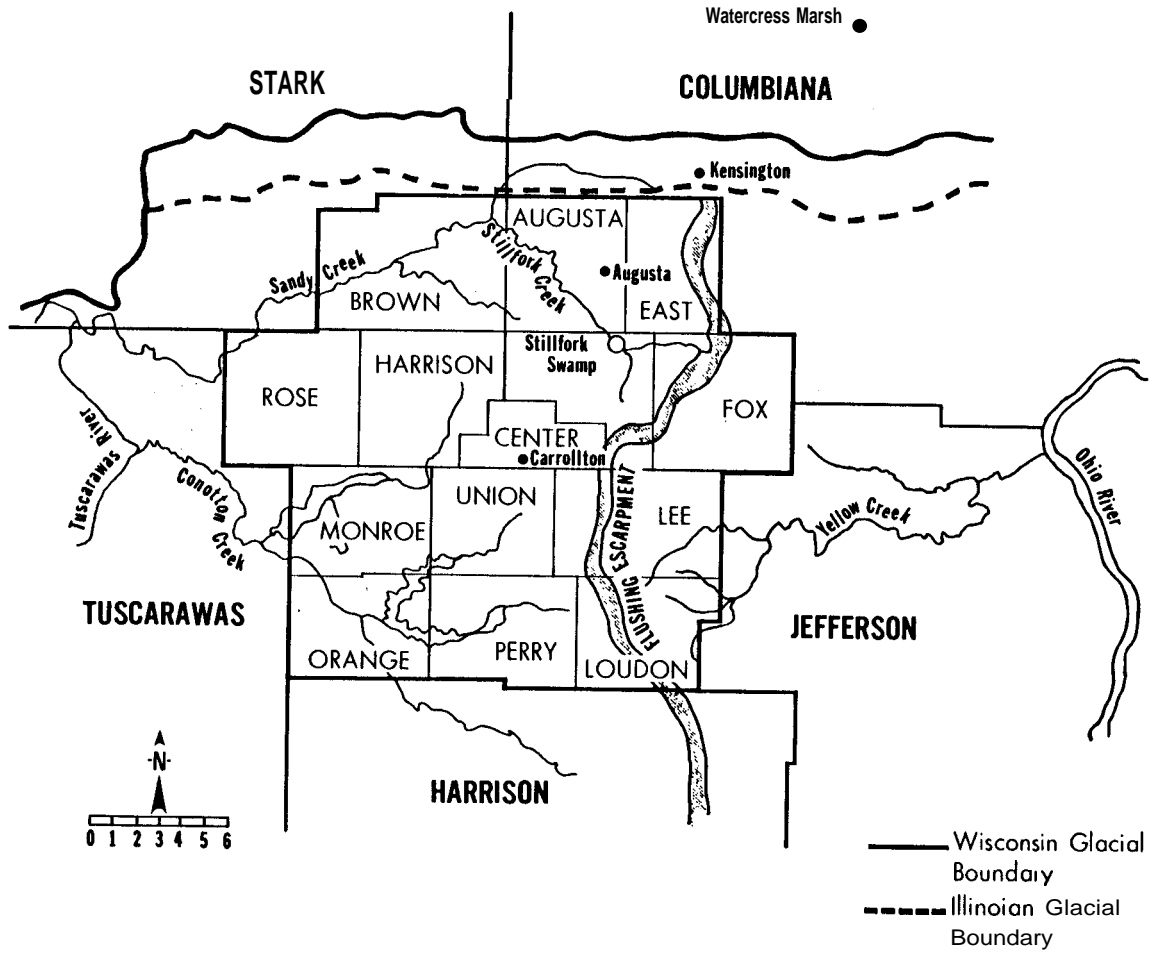 Watercress Marsh
STARK
COLUMBIANA
Kensington
AUGUSTA
Stillfork Creek
Sandy Creek
Augusta
BROWN
EAST
Stillfork
Swamp
HARRISON
ROSE
FOX
CENTER
Carrollton
Tuscarawas River
Conotton Creek
UNION
MONROE
LEE
FLUSHING ESCARPMENT
Yellow Creek
Ohio River
TUSCARAWAS
JEFFERSON
ORANGE
PERRY
LOUDON
HARRISON
-N-
0 1 2 3 4 5 6
Wisconsin Glacial
Boundary
Illinoian Glacial
Boundary